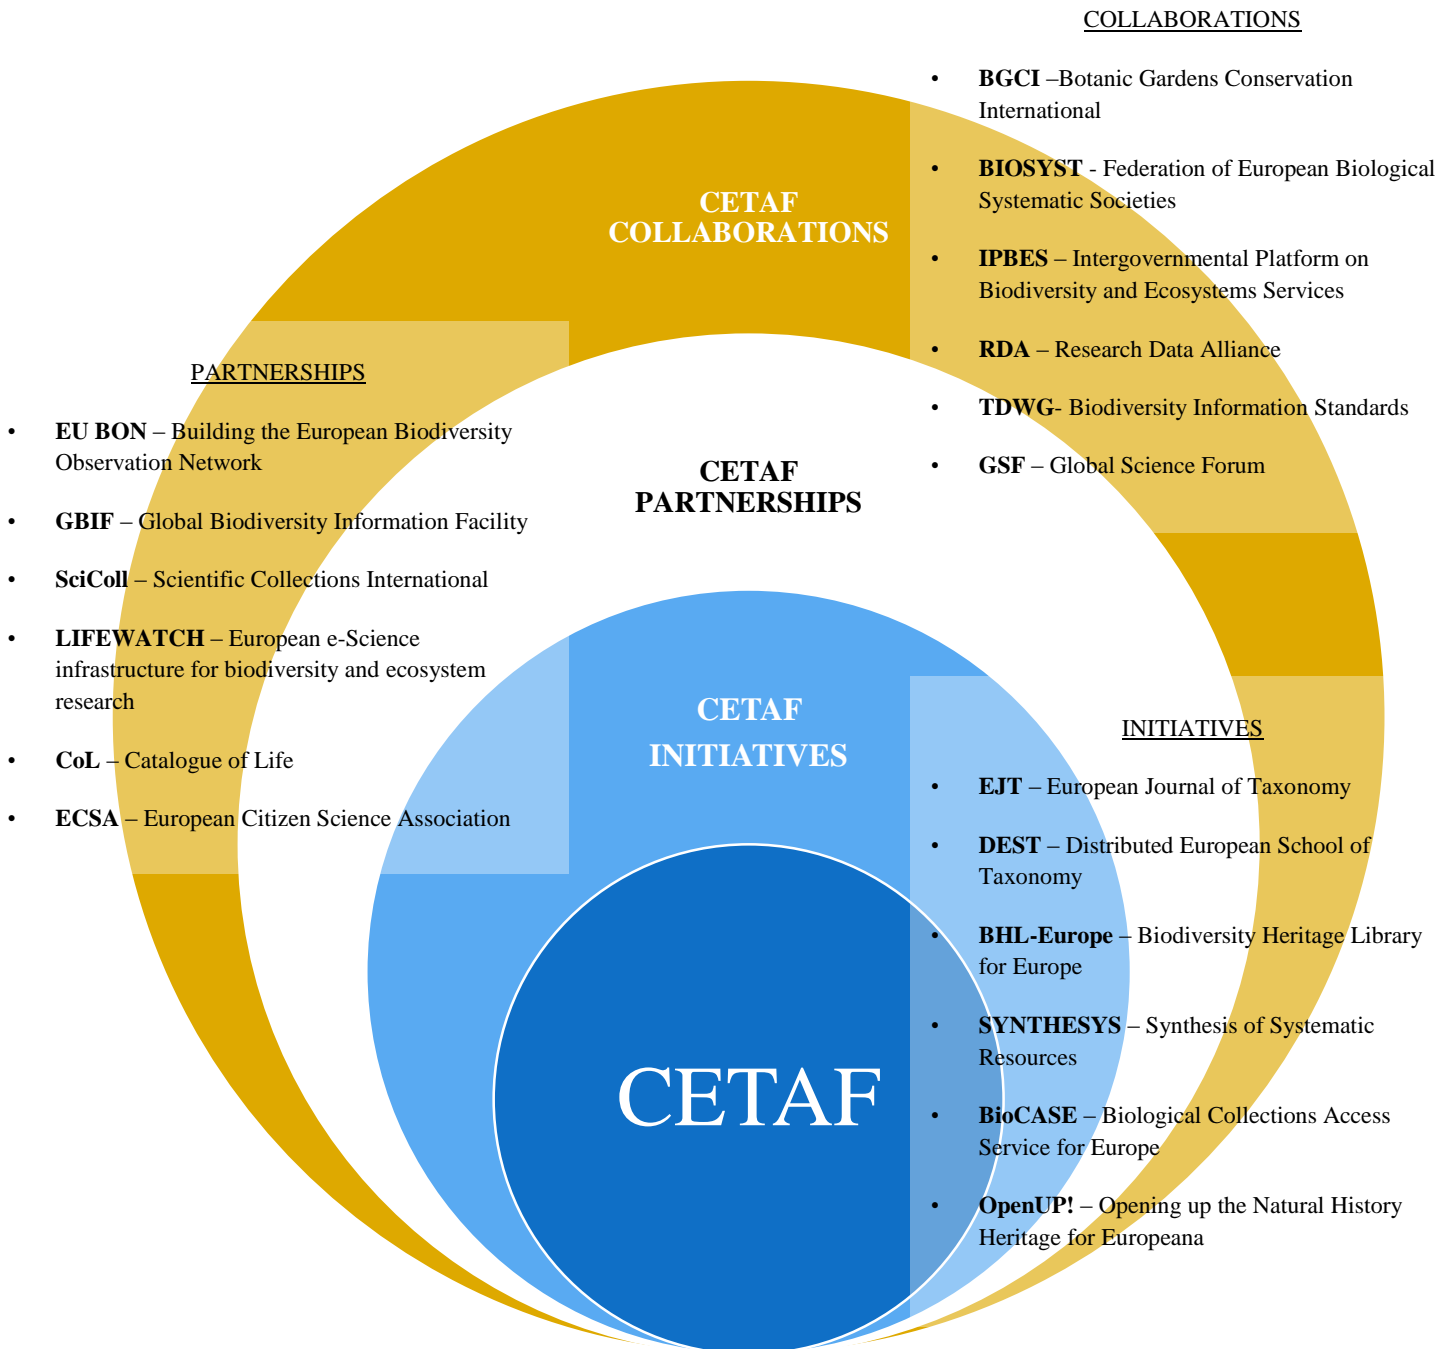 COLLABORATIONS
• BGCI –Botanic Gardens Conservation
International
• BIOSYST - Federation of European Biological
Systematic Societies
• IPBES – Intergovernmental Platform on
Biodiversity and Ecosystems Services
• RDA – Research Data Alliance
• TDWG- Biodiversity Information Standards
• GSF – Global Science Forum
CETAF
COLLABORATIONS
PARTNERSHIPS
• EU BON – Building the European Biodiversity
Observation Network
• GBIF – Global Biodiversity Information Facility
• SciColl – Scientific Collections International
• LIFEWATCH – European e-Science
infrastructure for biodiversity and ecosystem
research
• CoL – Catalogue of Life
• ECSA – European Citizen Science Association
CETAF
PARTNERSHIPS
CETAF
INITIATIVES
INITIATIVES
• EJT – European Journal of Taxonomy
• DEST – Distributed European School of
Taxonomy
• BHL-Europe – Biodiversity Heritage Library
for Europe
• SYNTHESYS – Synthesis of Systematic
Resources
• BioCASE – Biological Collections Access
Service for Europe
• OpenUP! – Opening up the Natural History
Heritage for Europeana
CETAF